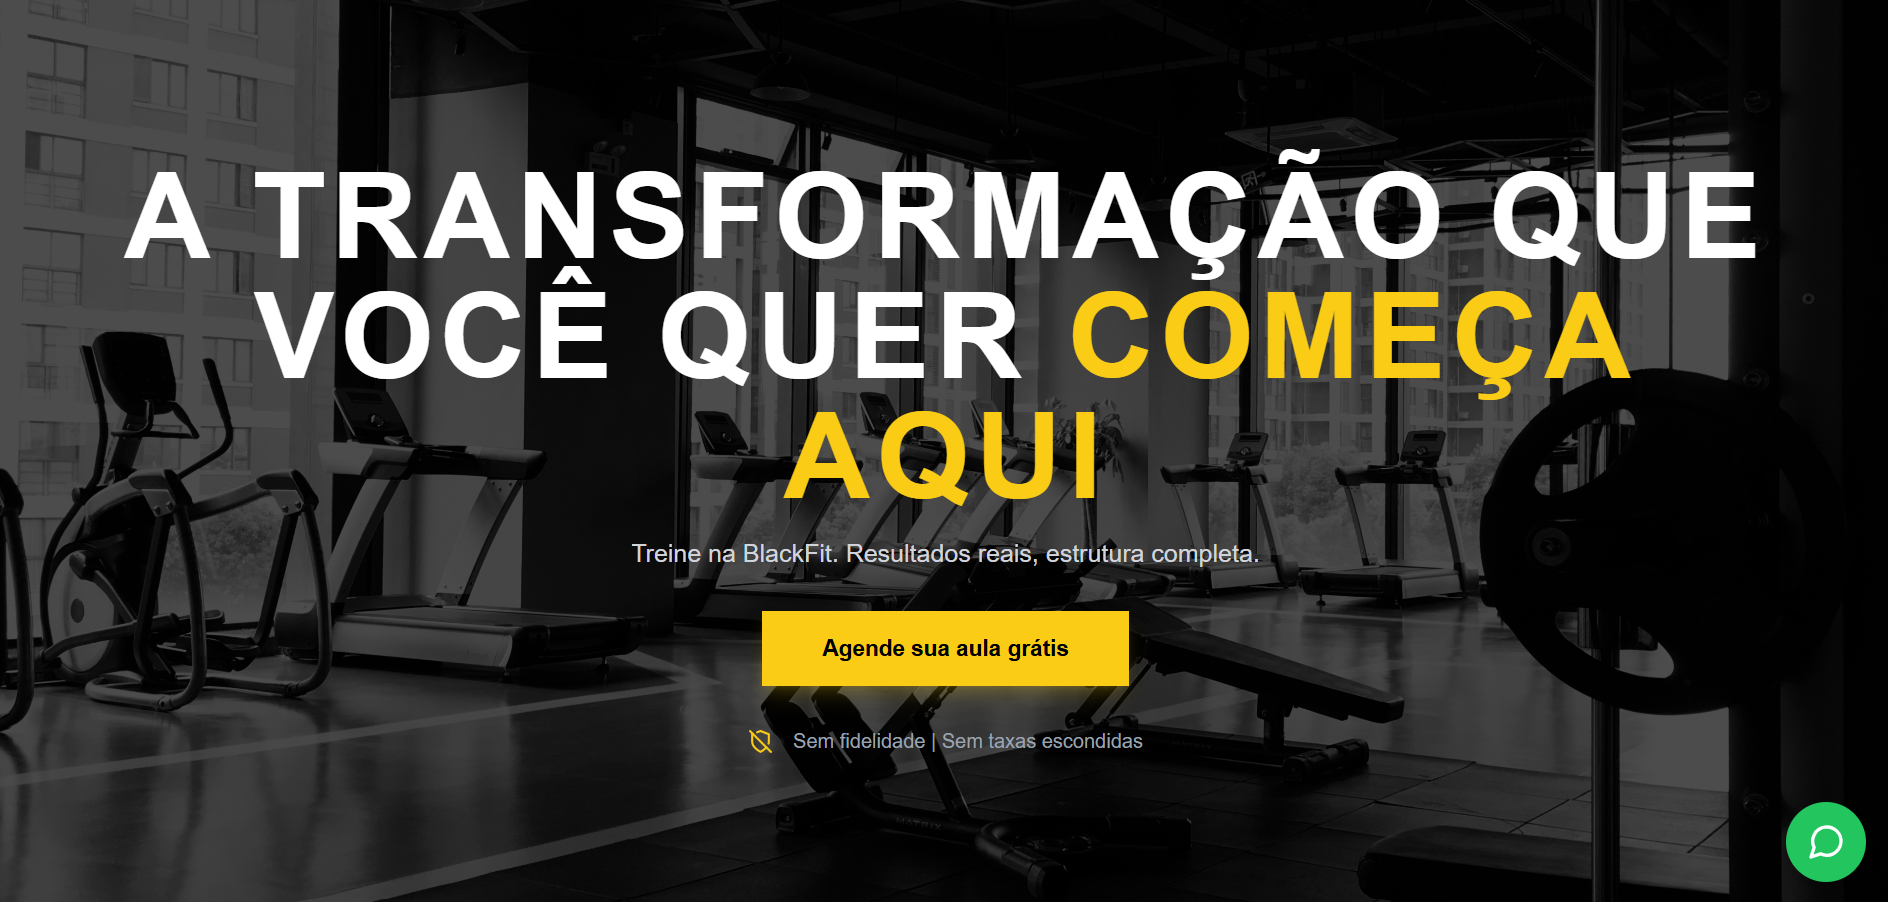 A TRANSFORMAÇÃO QUE
VOCÊ QUER COMEÇA
AQUI
Treine na BlackFit. Resultados reais, estrutura completa.
Agende sua aula grátis
Sem fidelidade | Sem taxas escondidas
MATRIX